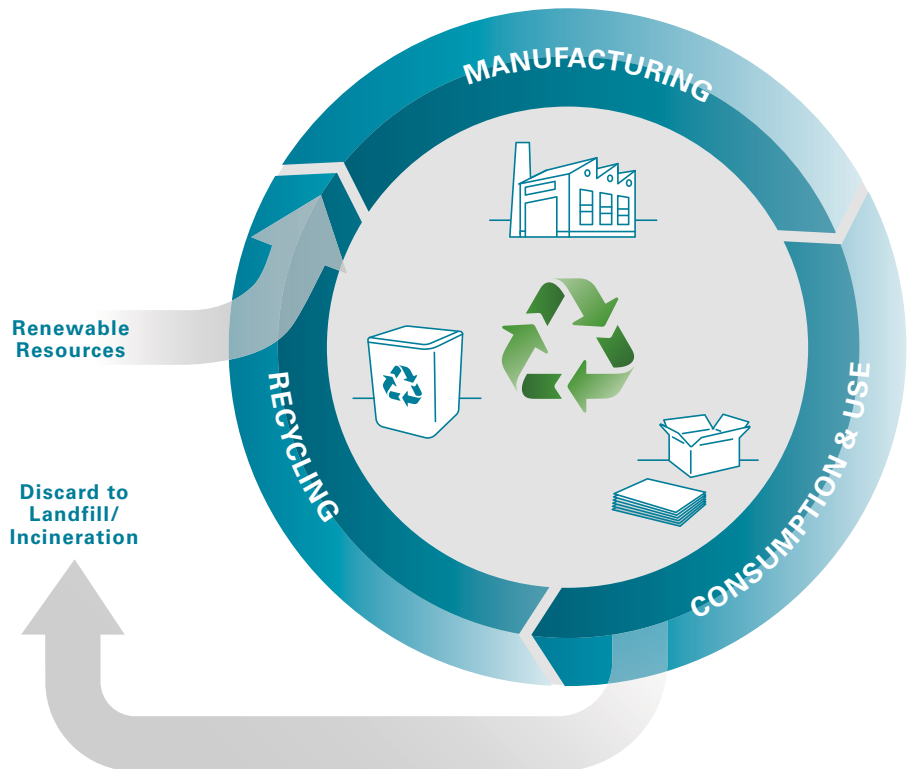 MANUFACTURING
Renewable
Resources
RECYCLING
CONSUMPTION & USE
Discard to
Landfill/
Incineration